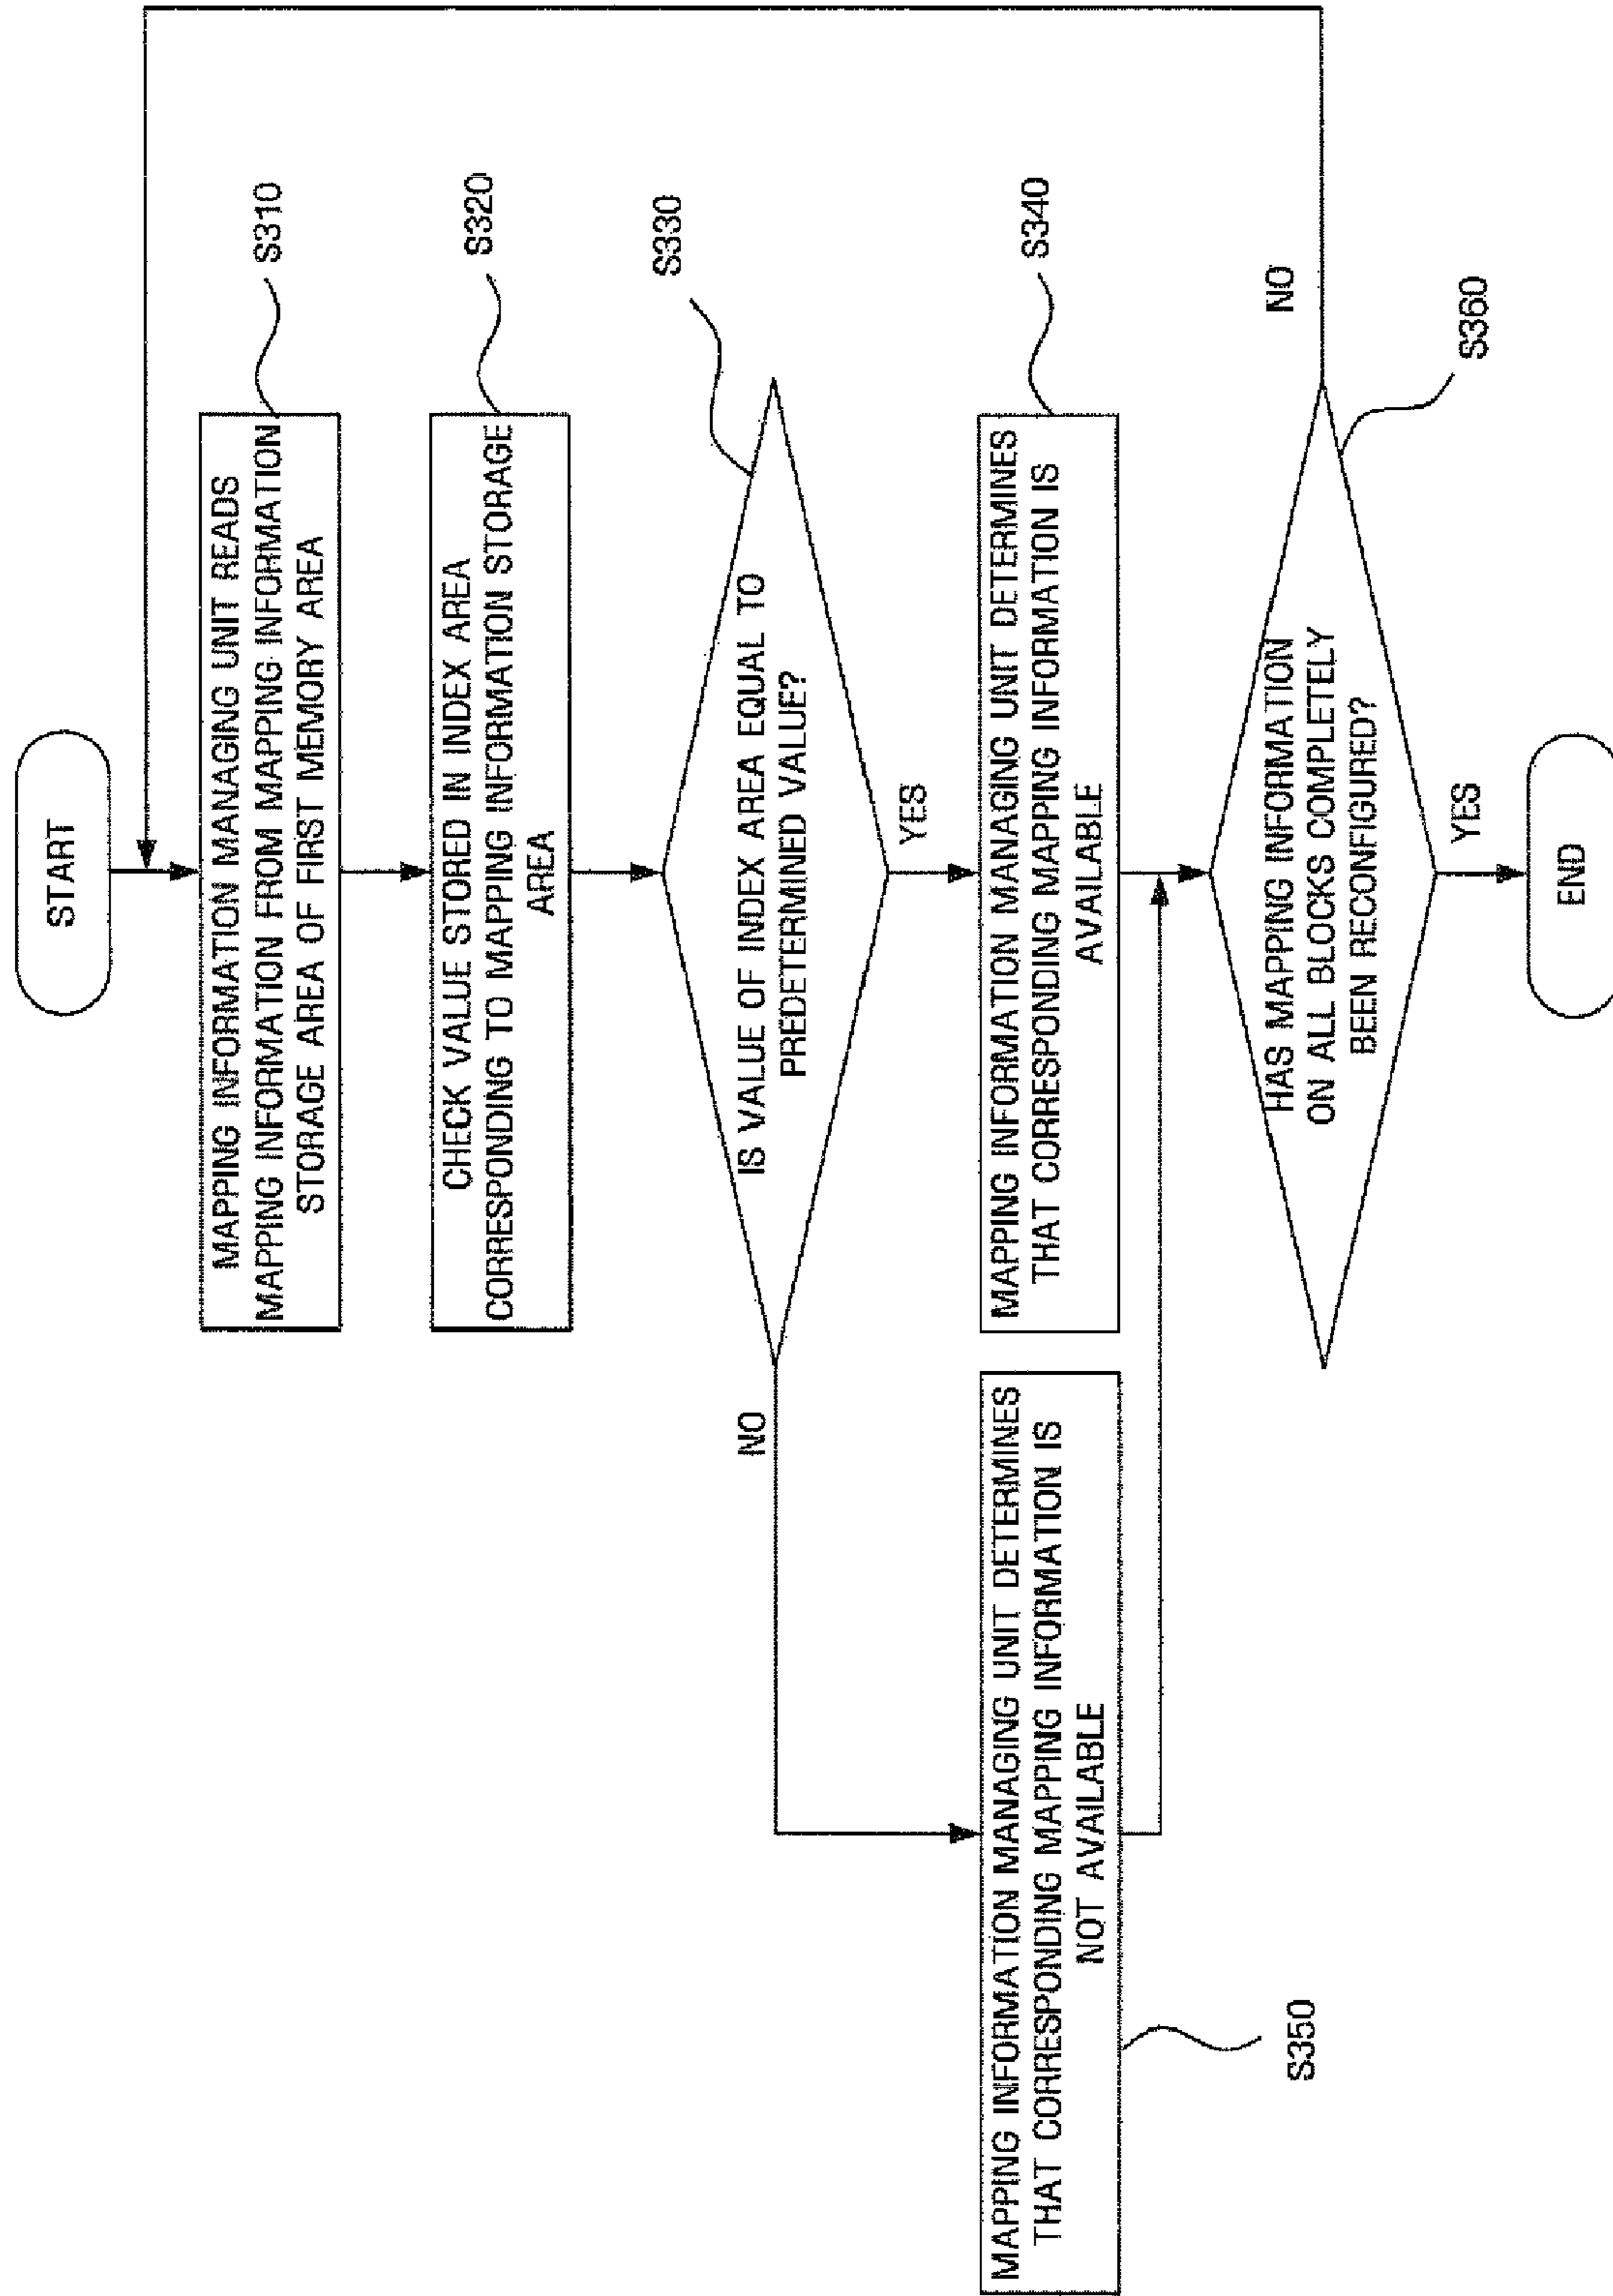 START
MAPPING INFORMATION MANAGING UNIT READS
MAPPING INFORMATION FROM MAPPING INFORMATION
STORAGE AREA OF FIRST MEMORY AREA
S310
CHECK VALUE STORED IN INDEX AREA
CORRESPONDING TO MAPPING INFORMATION STORAGE
AREA
S320
IS VALUE OF INDEX AREA EQUAL TO
PREDETERMINED VALUE?
S330
NO
YES
MAPPING INFORMATION MANAGING UNIT DETERMINES
THAT CORRESPONDING MAPPING INFORMATION IS
NOT AVAILABLE
S350
MAPPING INFORMATION MANAGING UNIT DETERMINES
THAT CORRESPONDING MAPPING INFORMATION IS
AVAILABLE
S340
HAS MAPPING INFORMATION
ON ALL BLOCKS COMPLETELY
BEEN RECONFIGURED?
NO
S360
YES
END